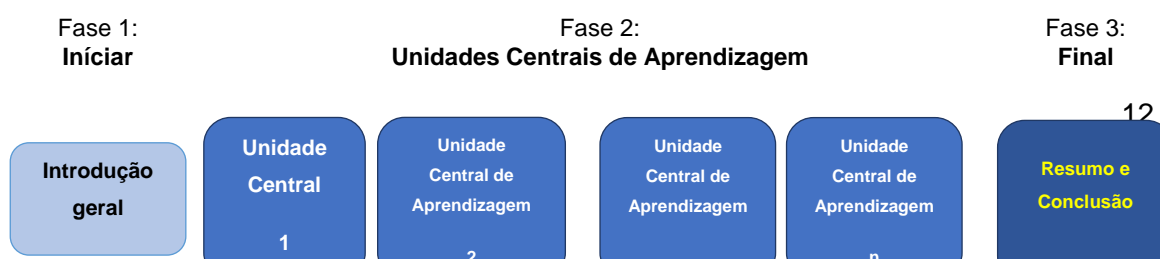 Fase 1:
Iníciar
Fase 2:
Unidades Centrais de Aprendizagem
Fase 3:
Final
12
Introdução
geral
Unidade
Central
1
Unidade
Central de
Aprendizagem
2
Unidade
Central de
Aprendizagem
Unidade
Central de
Aprendizagem
n
Resumo e
Conclusão